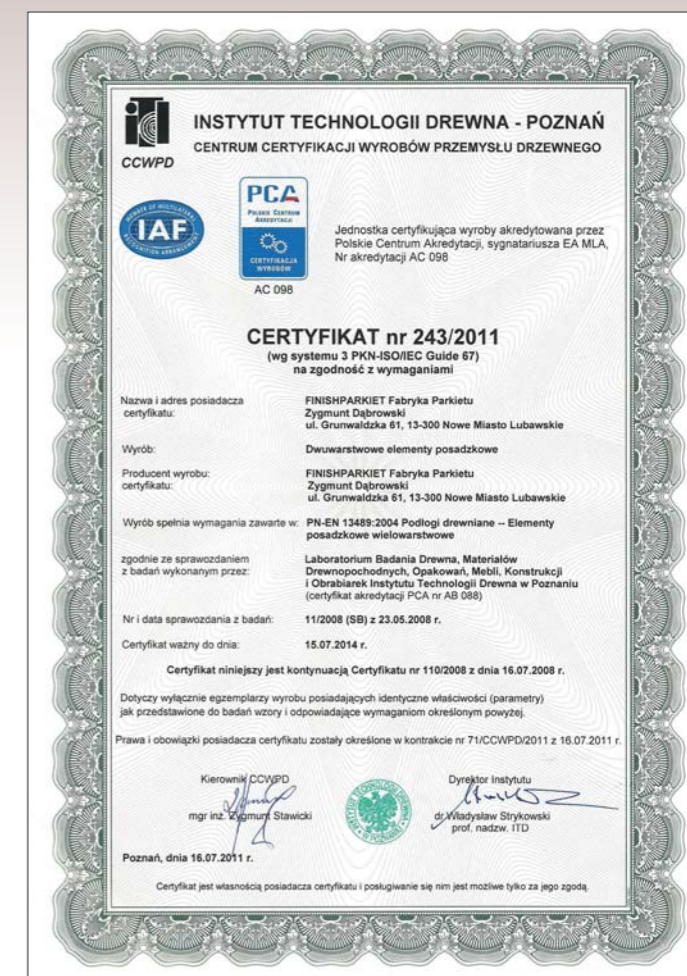 itd
CCWPD
INSTYTUT TECHNOLOGII DREWNA - POZNAŃ
CENTRUM CERTYFIKACJI WYROBÓW PRZEMYSŁU DRZEWNEGO
MEMBER OF MULTILATERAL
IAF
RECOGNITION ARRANGEMENT
PCA
POLSKIE CENTRUM
AKREDYTACJI
CERTYFIKACJA
WYROBÓW
AC 098
Jednostka certyfikująca wyroby akredytowana przez
Polskie Centrum Akredytacji, sygnatariusza EA MLA,
Nr akredytacji AC 098
CERTYFIKAT nr 243/2011
(wg systemu 3 PKN-ISO/IEC Guide 67)
na zgodność z wymaganiami
Nazwa i adres posiadacza certyfikatu:
FINISHPARKIET Fabryka Parkietu
Zygmunt Dąbrowski
ul. Grunwaldzka 61, 13-300 Nowe Miasto Lubawskie
Wyrób: Dwuwarstwowe elementy posadzkowe
Producent wyrobu:
certyfikatu:
FINISHPARKIET Fabryka Parkietu
Zygmunt Dąbrowski
ul. Grunwaldzka 61, 13-300 Nowe Miasto Lubawskie
Wyrób spełnia wymagania zawarte w: PN-EN 13489:2004 Podłogi drewniane -- Elementy
posadzkowe wielowarstwowe
zgodnie ze sprawozdaniem
z badań wykonanym przez:
Laboratorium Badania Drewna, Materiałów
Drewnopochodnych, Opakowań, Mebli, Konstrukcji
i Obrabiarek Instytutu Technologii Drewna w Poznaniu
(certyfikat akredytacji PCA nr AB 088)
Nr i data sprawozdania z badań: 11/2008 (SB) z 23.05.2008 r.
Certyfikat ważny do dnia: 15.07.2014 r.
Certyfikat niniejszy jest kontynuacją Certyfikatu nr 110/2008 z dnia 16.07.2008 r.
Dotyczy wyłącznie egzemplarzy wyrobu posiadających identyczne właściwości (parametry)
jak przedstawione do badań wzory i odpowiadające wymaganiom określonym powyżej.
Prawa i obowiązki posiadacza certyfikatu zostały określone w kontrakcie nr 71/CCWPD/2011 z 16.07.2011 r.
Kierownik CCWPD
mgr inż. Zygmunt Stawicki
INSTYTUT TECHNOLOGII DREWNA
W POZNANIU
Dyrektor Instytutu
dr Władysław Strykowski
prof. nadzw. ITD
Poznań, dnia 16.07.2011 r.
Certyfikat jest własnością posiadacza certyfikatu i posługiwanie się nim jest możliwe tylko za jego zgodą.